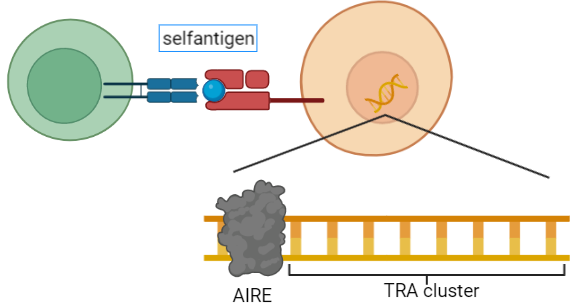 selfantigen
AIRE
TRA cluster